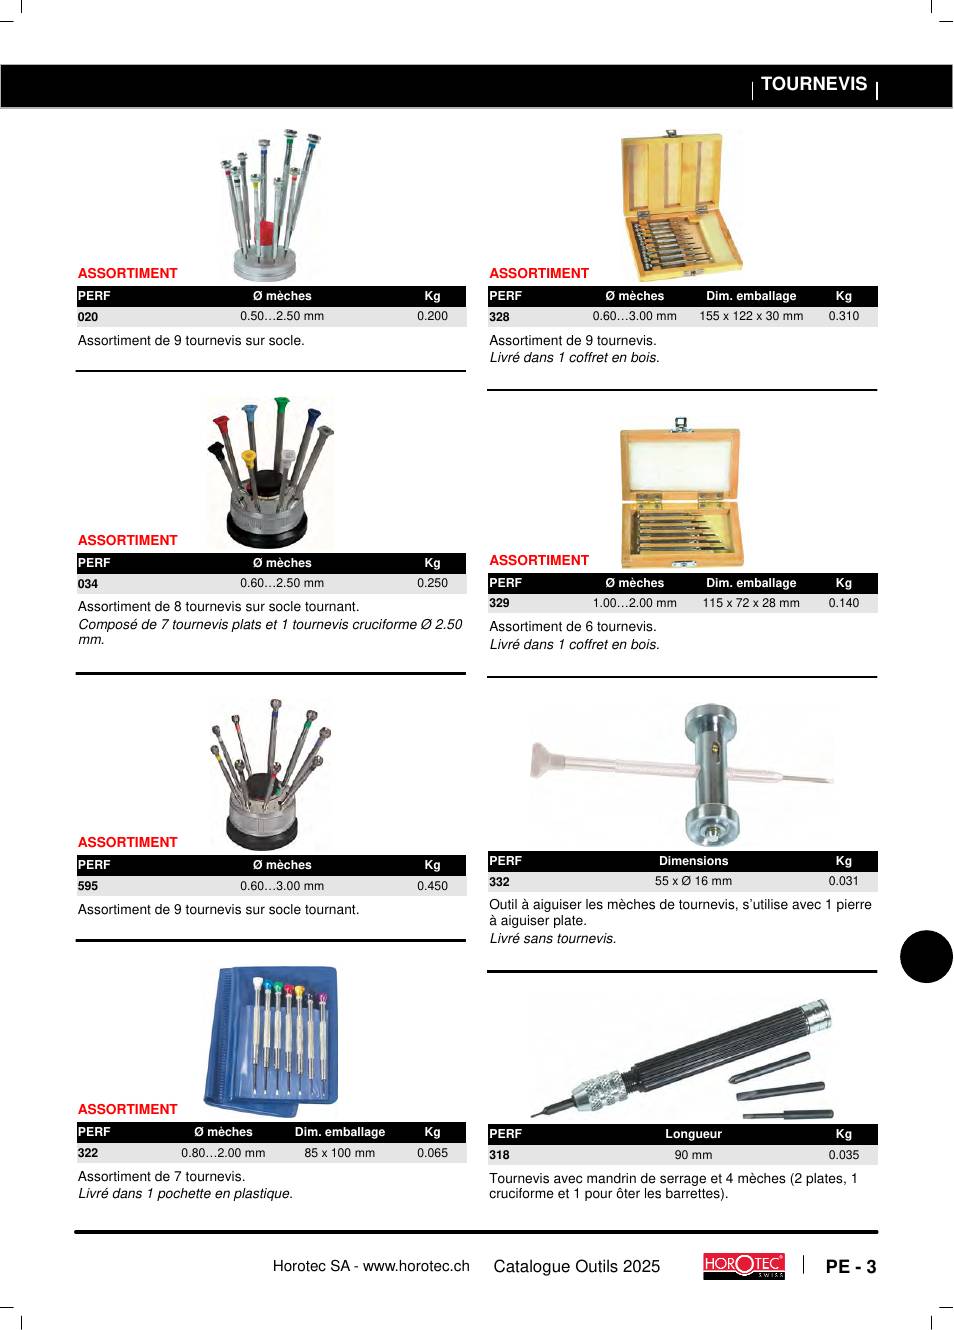 TOURNEVIS
ASSORTIMENT
PERF Ø mèches Kg
020 0.50…2.50 mm 0.200
Assortiment de 9 tournevis sur socle.
ASSORTIMENT
PERF Ø mèches Kg
034 0.60…2.50 mm 0.250
Assortiment de 8 tournevis sur socle tournant.
Composé de 7 tournevis plats et 1 tournevis cruciforme Ø 2.50
mm.
ASSORTIMENT
PERF Ø mèches Kg
595 0.60…3.00 mm 0.450
Assortiment de 9 tournevis sur socle tournant.
ASSORTIMENT
PERF Ø mèches Dim. emballage Kg
322 0.80…2.00 mm 85 x 100 mm 0.065
Assortiment de 7 tournevis.
Livré dans 1 pochette en plastique.
ASSORTIMENT
PERF Ø mèches Dim. emballage Kg
328 0.60…3.00 mm 155 x 122 x 30 mm 0.310
Assortiment de 9 tournevis.
Livré dans 1 coffret en bois.
ASSORTIMENT
PERF Ø mèches Dim. emballage Kg
329 1.00…2.00 mm 115 x 72 x 28 mm 0.140
Assortiment de 6 tournevis.
Livré dans 1 coffret en bois.
PERF Dimensions Kg
332 55 x Ø 16 mm 0.031
Outil à aiguiser les mèches de tournevis, s’utilise avec 1 pierre
à aiguiser plate.
Livré sans tournevis.
PERF Longueur Kg
318 90 mm 0.035
Tournevis avec mandrin de serrage et 4 mèches (2 plates, 1
cruciforme et 1 pour ôter les barrettes).
Horotec SA - www.horotec.ch Catalogue Outils 2025 HOROTEC® SWISS PE - 3